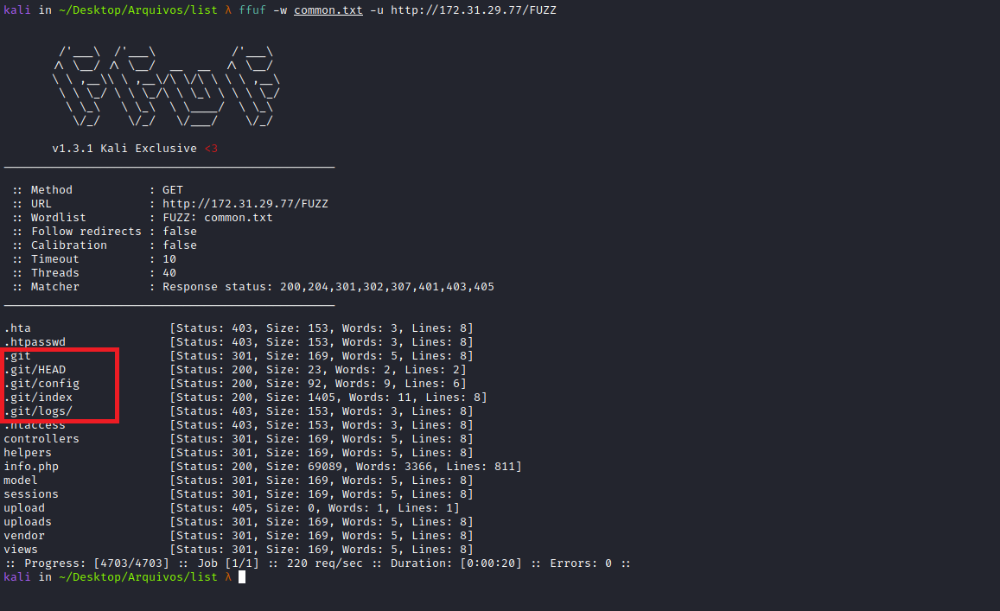 kali in ~/Desktop/Arquivos/list λ ffuf -w common.txt -u http://172.31.29.77/FUZZ
        /'___\  /'___\           /'___\
       /\ \__/ /\ \__/  __  __  /\ \__/
       \ \ ,__\\ \ ,__\/\ \/\ \ \ \ ,__\
        \ \ \_/ \ \ \_/\ \ \_\ \ \ \ \_/
         \ \_\   \ \_\  \ \____/  \ \_\
          \/_/    \/_/   \/___/    \/_/
v1.3.1 Kali Exclusive <3
________________________________________________
:: Method           : GET
:: URL              : http://172.31.29.77/FUZZ
:: Wordlist         : FUZZ: common.txt
:: Follow redirects : false
:: Calibration      : false
:: Timeout          : 10
:: Threads          : 40
:: Matcher          : Response status: 200,204,301,302,307,401,403,405
________________________________________________
.hta                    [Status: 403, Size: 153, Words: 3, Lines: 8]
.htpasswd               [Status: 403, Size: 153, Words: 3, Lines: 8]
.git                    [Status: 301, Size: 169, Words: 5, Lines: 8]
.git/HEAD               [Status: 200, Size: 23, Words: 2, Lines: 2]
.git/config             [Status: 200, Size: 92, Words: 9, Lines: 6]
.git/index              [Status: 200, Size: 1405, Words: 11, Lines: 8]
.git/logs/              [Status: 403, Size: 153, Words: 3, Lines: 8]
.htaccess               [Status: 403, Size: 153, Words: 3, Lines: 8]
controllers             [Status: 301, Size: 169, Words: 5, Lines: 8]
helpers                 [Status: 301, Size: 169, Words: 5, Lines: 8]
info.php                [Status: 200, Size: 69089, Words: 3366, Lines: 811]
model                   [Status: 301, Size: 169, Words: 5, Lines: 8]
sessions                [Status: 301, Size: 169, Words: 5, Lines: 8]
upload                  [Status: 405, Size: 0, Words: 1, Lines: 1]
uploads                 [Status: 301, Size: 169, Words: 5, Lines: 8]
vendor                  [Status: 301, Size: 169, Words: 5, Lines: 8]
views                   [Status: 301, Size: 169, Words: 5, Lines: 8]
:: Progress: [4703/4703] :: Job [1/1] :: 220 req/sec :: Duration: [0:00:20] :: Errors: 0 ::
kali in ~/Desktop/Arquivos/list λ